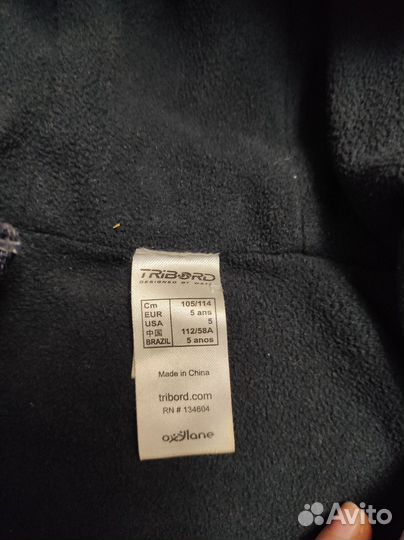 TRIBORD
DESIGNED BY WATER
Cm 105/114
EUR 5 ans
USA 5
中国 112/58A
BRAZIL 5 anos
Made in China
tribord.com
RN # 134604
oxylane
Avito